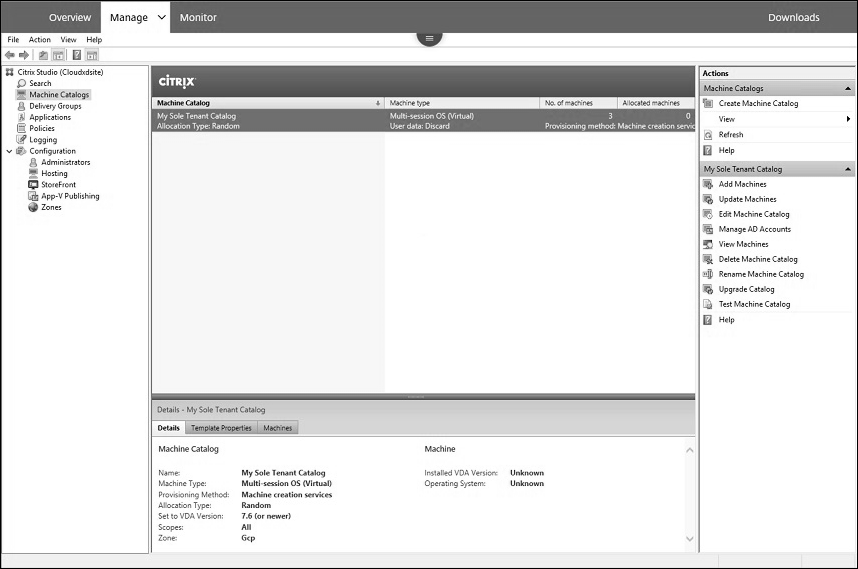 Overview Manage Monitor Downloads
File Action View Help
Citrix Studio (Cloudxdsite)
Search
Machine Catalogs
Delivery Groups
Applications
Policies
Logging
Configuration
Administrators
Hosting
StoreFront
App-V Publishing
Zones
CİTRIX
Machine Catalog Machine type No. of machines Allocated machines
My Sole Tenant Catalog Multi-session OS (Virtual) 3 0
Allocation Type: Random User data: Discard Provisioning method: Machine creation servic
Details - My Sole Tenant Catalog
Details Template Properties Machines
Machine Catalog
Name: My Sole Tenant Catalog
Machine Type: Multi-session OS (Virtual)
Provisioning Method: Machine creation services
Allocation Type: Random
Set to VDA Version: 7.6 (or newer)
Scopes: All
Zone: Gcp
Machine
Installed VDA Version: Unknown
Operating System: Unknown
Actions
Machine Catalogs
Create Machine Catalog
View
Refresh
Help
My Sole Tenant Catalog
Add Machines
Update Machines
Edit Machine Catalog
Manage AD Accounts
View Machines
Delete Machine Catalog
Rename Machine Catalog
Upgrade Catalog
Test Machine Catalog
Help